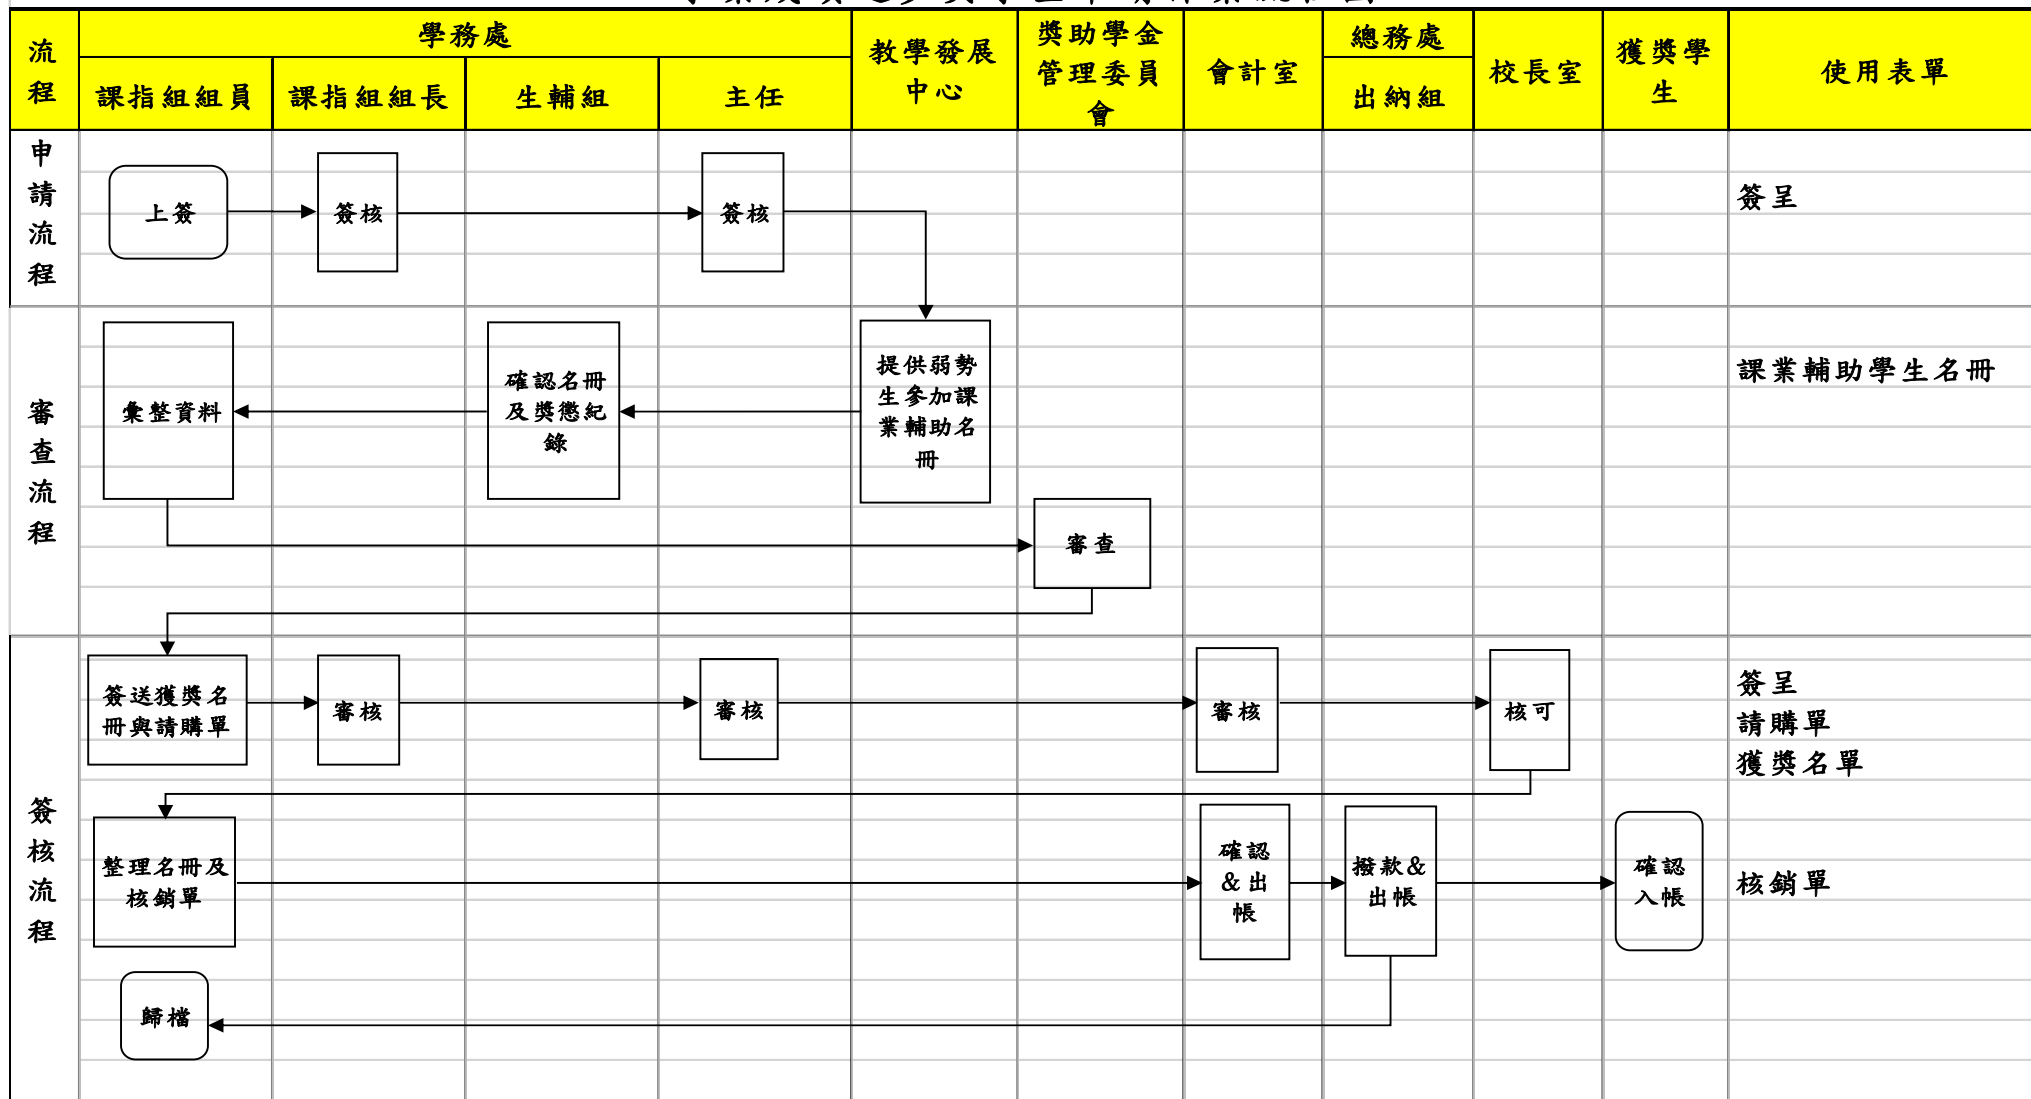 流
程
學務處
課指組組員
課指組組長
生輔組
主任
教學發展
中心
獎助學金
管理委員
會
會計室
總務處
出納組
校長室
獲獎學
生
使用表單
申
請
流
程
上簽
簽核
簽核
簽呈
審
查
流
程
彙整資料
確認名冊
及獎懲紀
錄
提供弱勢
生參加課
業輔助名
冊
課業輔助學生名冊
審查
簽
核
流
程
簽送獲獎名
冊與請購單
審核
審核
審核
核可
簽呈
請購單
獲獎名單
整理名冊及
核銷單
確認
&出
帳
撥款&
出帳
確認
入帳
核銷單
歸檔